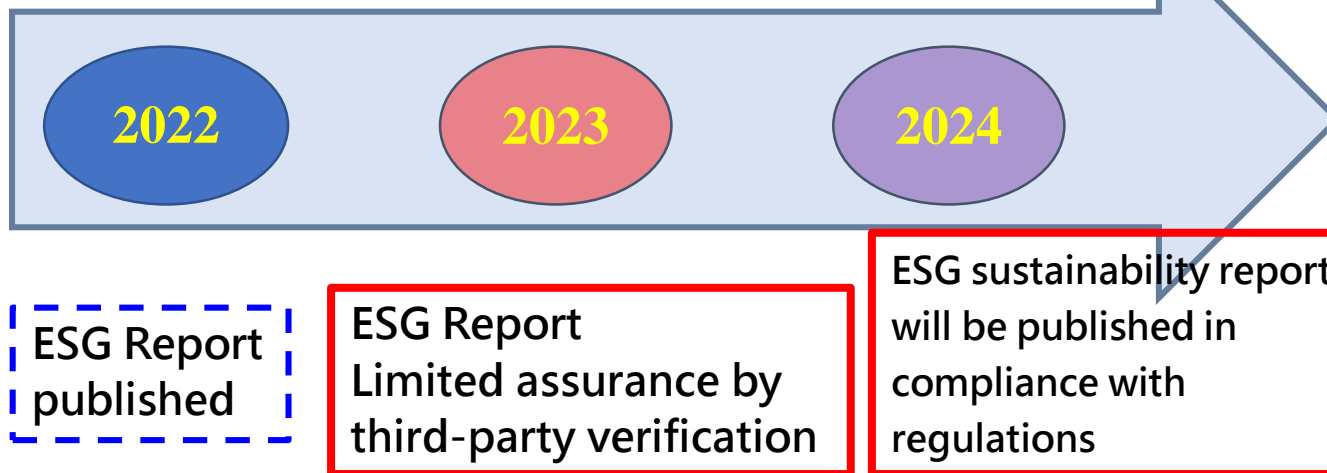 2022
2023
2024
ESG Report
published
ESG Report
Limited assurance by
third-party verification
ESG sustainability report
will be published in
compliance with
regulations